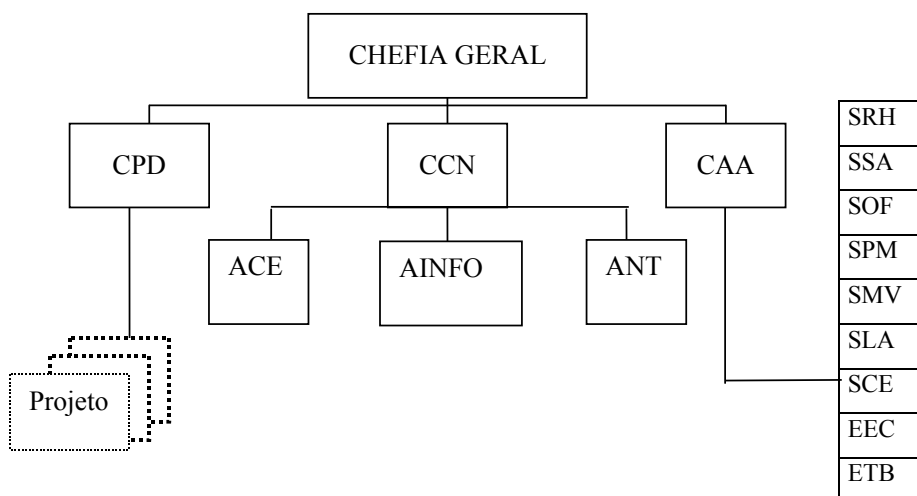 CHEFIA GERAL
CPD
CCN
CAA
ACE
AINFO
ANT
Projeto
SRH
SSA
SOF
SPM
SMV
SLA
SCE
EEC
ETB